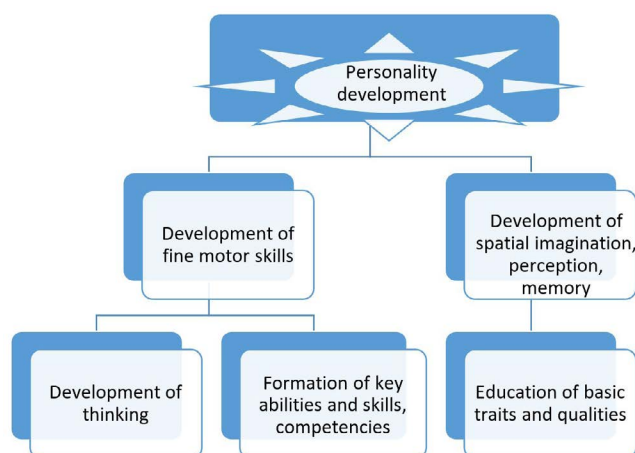 Personality
development
Development of
fine motor skills
Development of
spatial imagination,
perception,
memory
Development of
thinking
Formation of key
abilities and skills,
competencies
Education of basic
traits and qualities